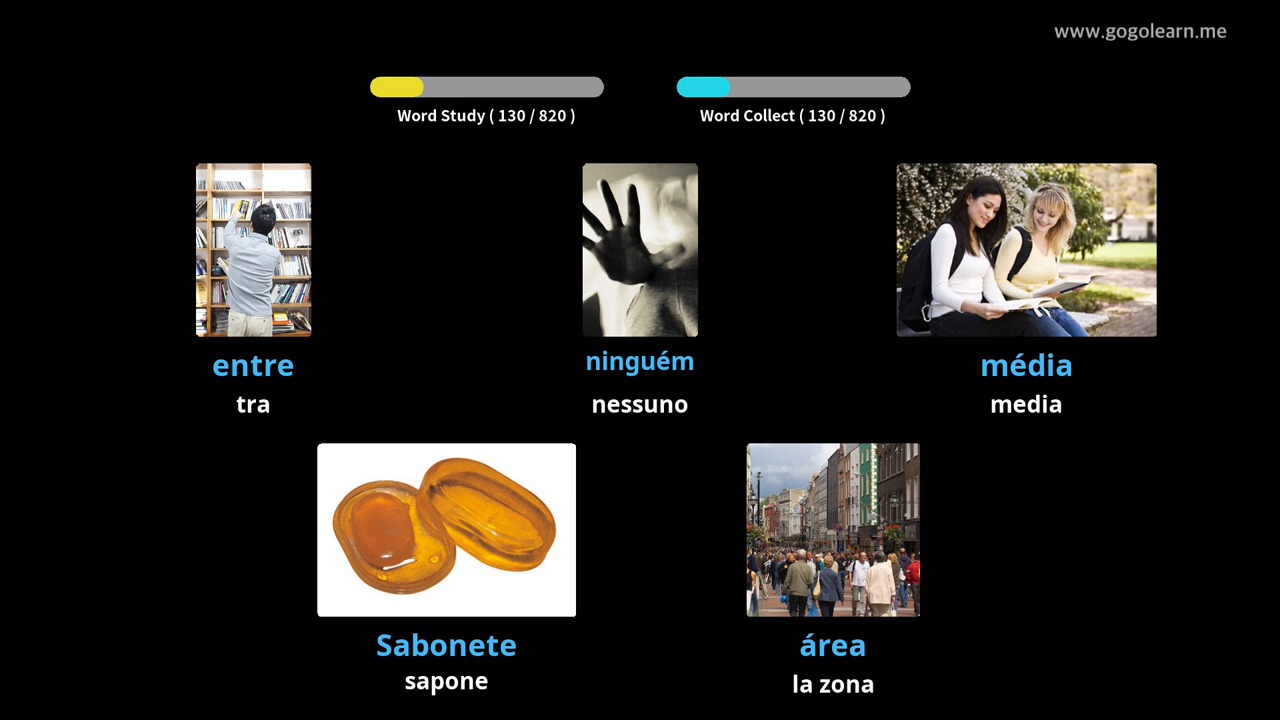 www.gogolearn.me
Word Study ( 130 / 820 )
Word Collect ( 130 / 820 )
entre
tra
ninguém
nessuno
média
media
Sabonete
sapone
área
la zona